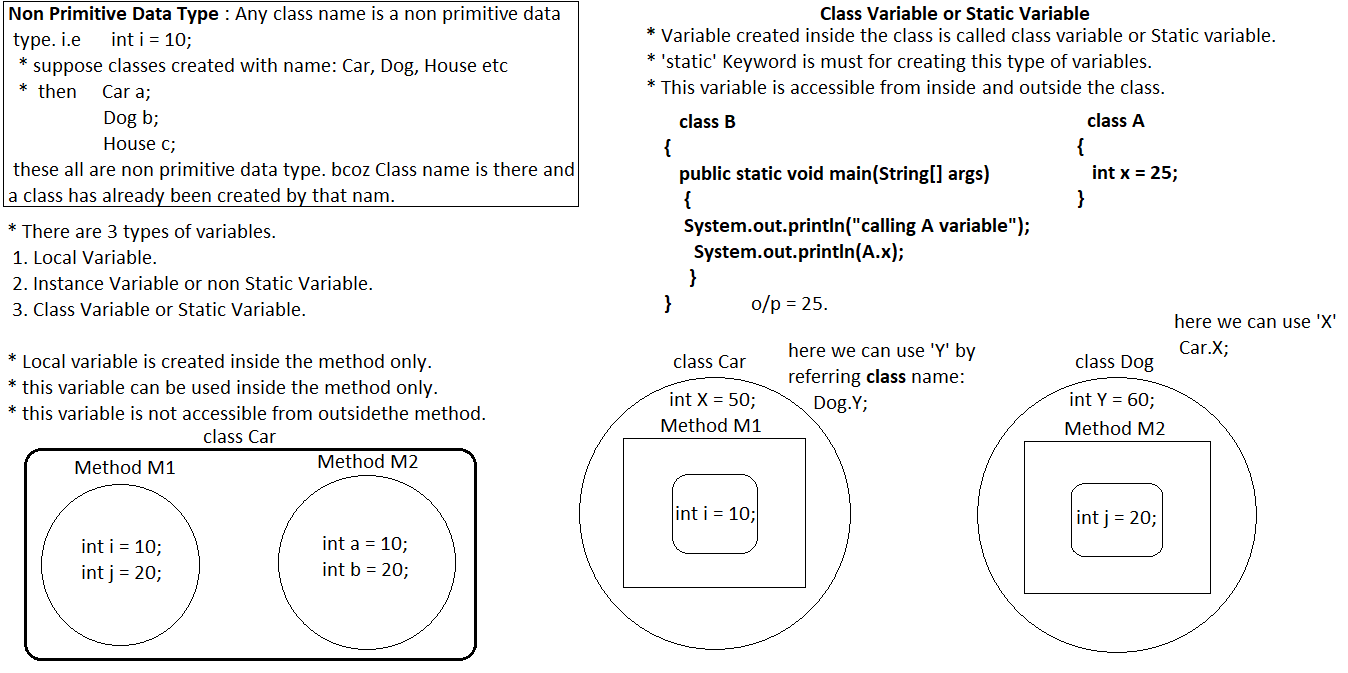 Non Primitive Data Type : Any class name is a non primitive data
type. i.e int i = 10;
* suppose classes created with name: Car, Dog, House etc
* then Car a;
Dog b;
House c;
these all are non primitive data type. bcoz Class name is there and
a class has already been created by that nam.
* There are 3 types of variables.
1. Local Variable.
2. Instance Variable or non Static Variable.
3. Class Variable or Static Variable.
* Local variable is created inside the method only.
* this variable can be used inside the method only.
* this variable is not accessible from outsidethe method.
class Car
Method M1
int i = 10;
int j = 20;
Method M2
int a = 10;
int b = 20;
Class Variable or Static Variable
* Variable created inside the class is called class variable or Static variable.
* 'static' Keyword is must for creating this type of variables.
* This variable is accessible from inside and outside the class.
class B
{
public static void main(String[] args)
{
System.out.println("calling A variable");
System.out.println(A.x);
}
}
o/p = 25.
class A
{
int x = 25;
}
class Car
int X = 50;
Method M1
int i = 10;
here we can use 'Y' by
referring class name:
Dog.Y;
class Dog
int Y = 60;
Method M2
int j = 20;
here we can use 'X'
Car.X;